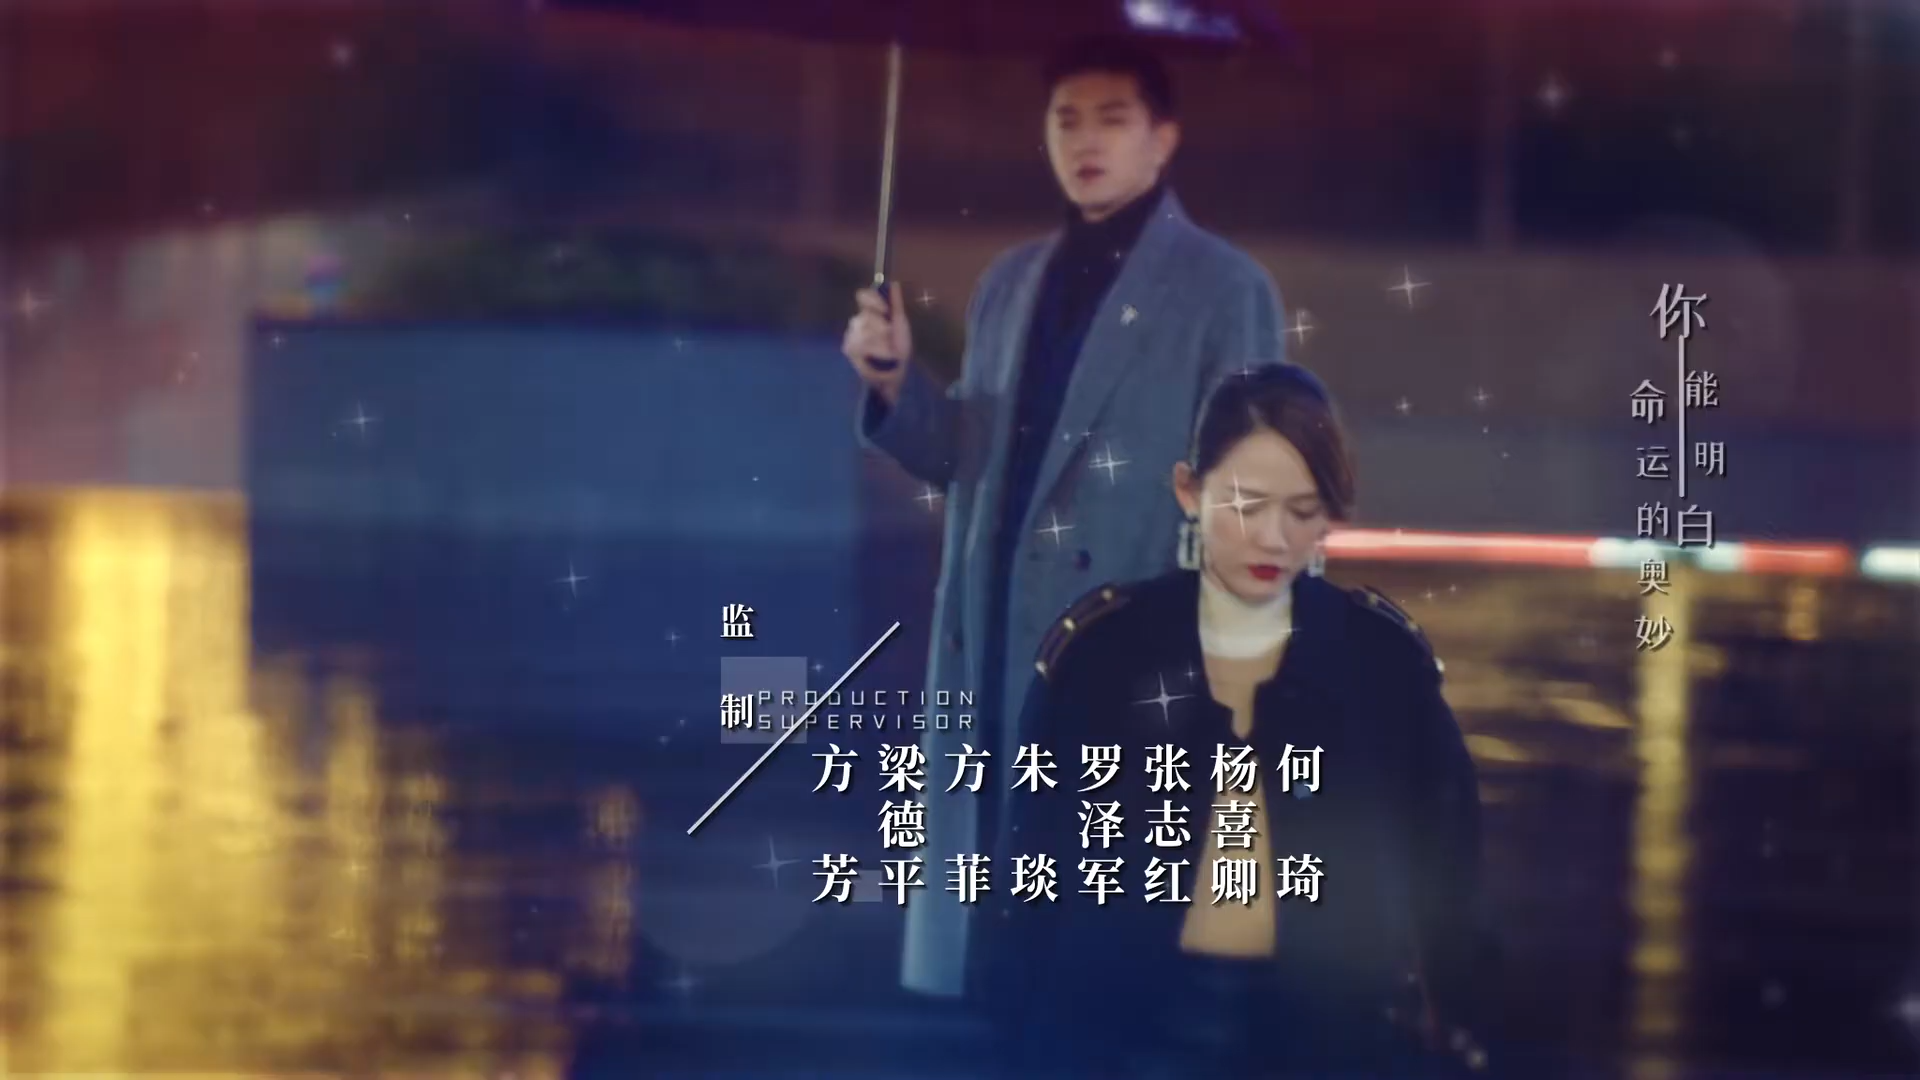 监制
PRODUCTION
SUPERVISOR
方芳
梁德平
方菲
朱琰
罗泽军
张志红
杨喜卿
何琦
你能明白
命运的奥妙